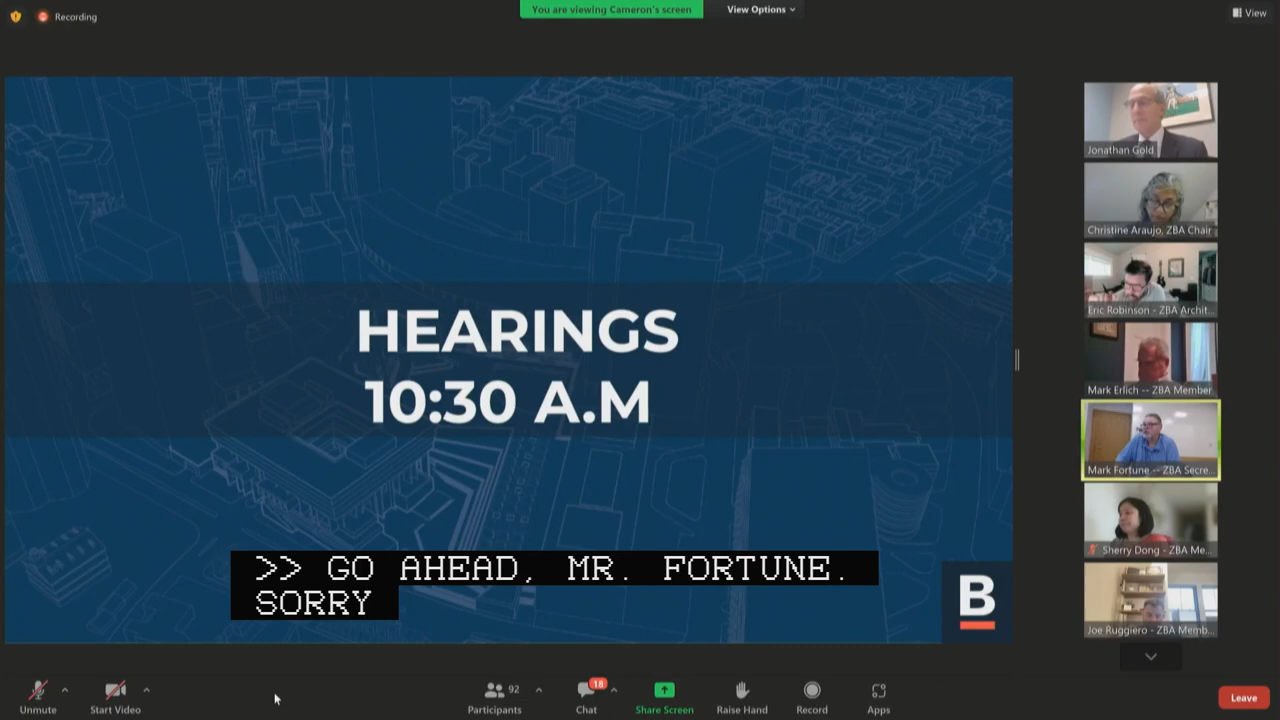 Recording
You are viewing Cameron's screen
View Options
View
HEARINGS
10:30 A.M
>> GO AHEAD, MR. FORTUNE.
SORRY
B
Jonathan Gold
Christine Araujo, ZBA Chair
Eric Robinson - ZBA Archit...
Mark Erlich -- ZBA Member
Mark Fortune -- ZBA Secre...
Sherry Dong - ZBA Me...
Joe Ruggiero - ZBA Memb...
Unmute
Start Video
92
Participants
18
Chat
Share Screen
Raise Hand
Record
Apps
Leave